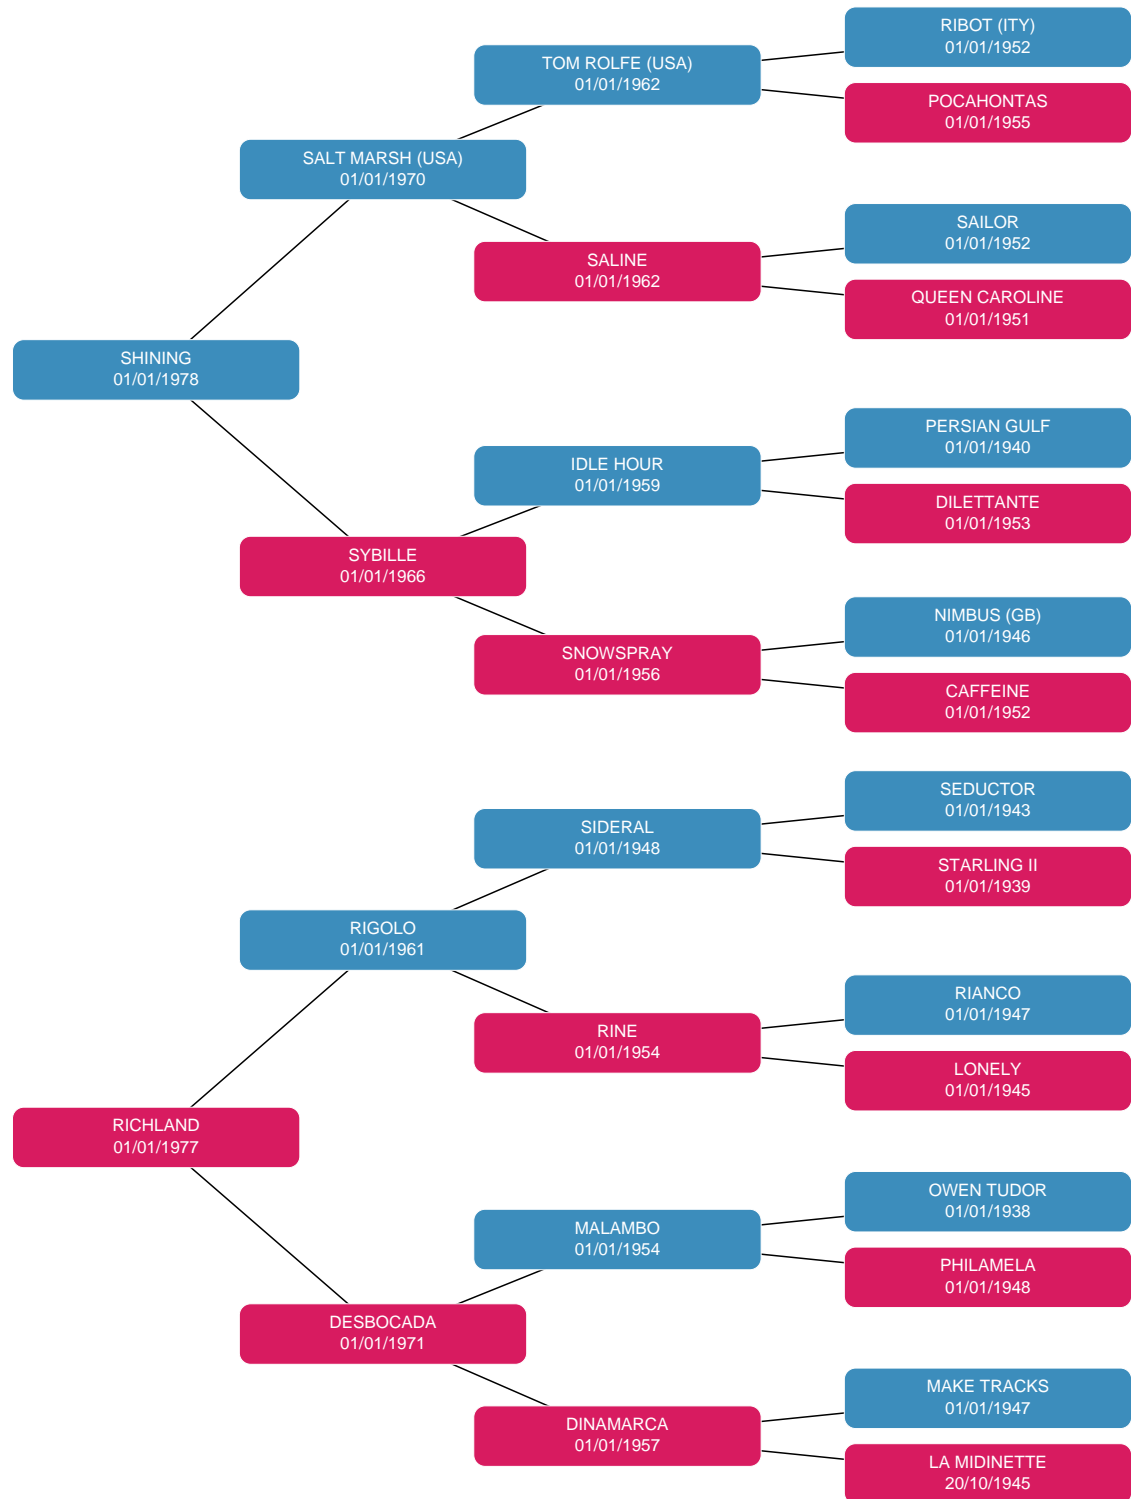 RIBOT (ITY)
01/01/1952
TOM ROLFE (USA)
01/01/1962
POCAHONTAS
01/01/1955
SALT MARSH (USA)
01/01/1970
SAILOR
01/01/1952
SALINE
01/01/1962
QUEEN CAROLINE
01/01/1951
SHINING
01/01/1978
PERSIAN GULF
01/01/1940
IDLE HOUR
01/01/1959
DILETTANTE
01/01/1953
SYBILLE
01/01/1966
NIMBUS (GB)
01/01/1946
SNOWSPRAY
01/01/1956
CAFFEINE
01/01/1952
SEDUCTOR
01/01/1943
SIDERAL
01/01/1948
STARLING II
01/01/1939
RIGOLO
01/01/1961
RIANCO
01/01/1947
RINE
01/01/1954
LONELY
01/01/1945
RICHLAND
01/01/1977
OWEN TUDOR
01/01/1938
MALAMBO
01/01/1954
PHILAMELA
01/01/1948
DESBOCADA
01/01/1971
MAKE TRACKS
01/01/1947
DINAMARCA
01/01/1957
LA MIDINETTE
20/10/1945